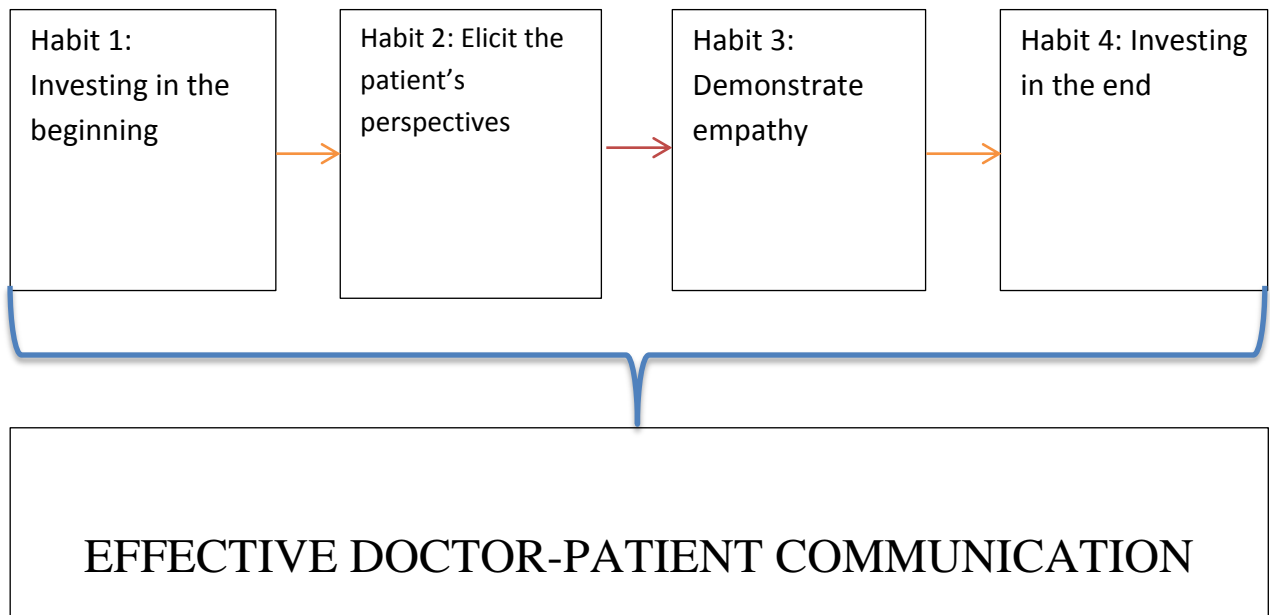 Habit 1:
Investing in the
beginning
Habit 2: Elicit the
patient’s
perspectives
Habit 3:
Demonstrate
empathy
Habit 4: Investing
in the end
EFFECTIVE DOCTOR-PATIENT COMMUNICATION